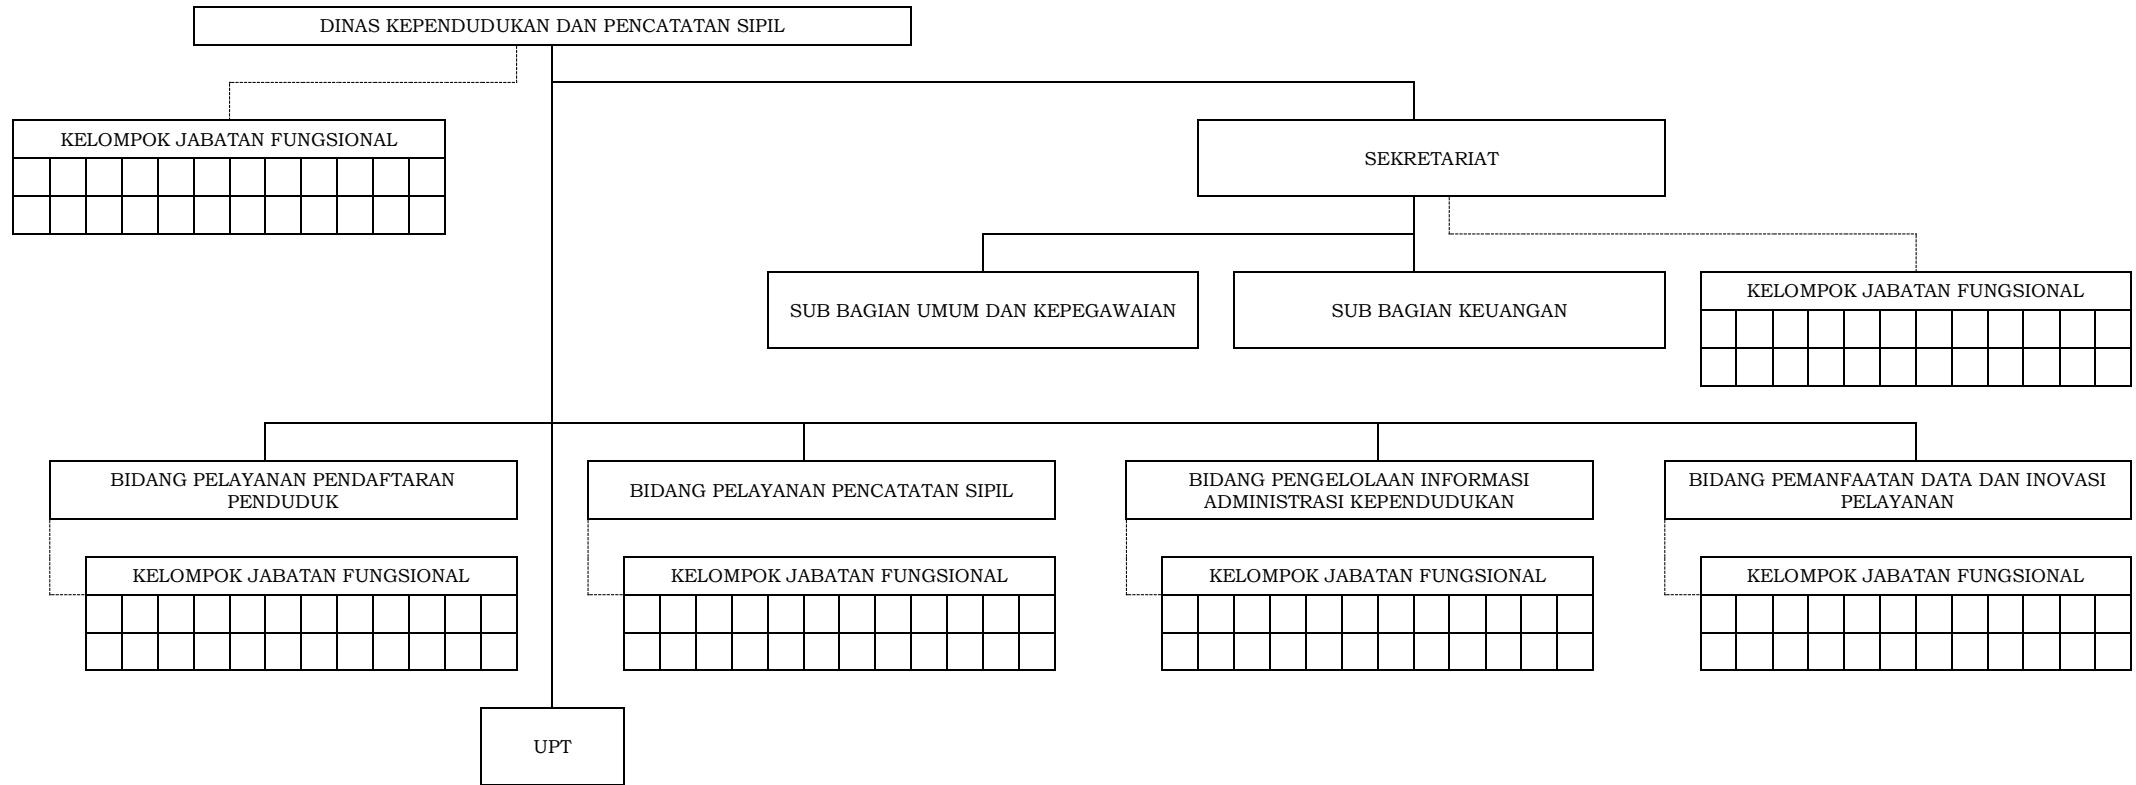 DINAS KEPENDUDUKAN DAN PENCATATAN SIPIL
KELOMPOK JABATAN FUNGSIONAL
SEKRETARIAT
SUB BAGIAN UMUM DAN KEPEGAWAIAN
SUB BAGIAN KEUANGAN
KELOMPOK JABATAN FUNGSIONAL
BIDANG PELAYANAN PENDAFTARAN
PENDUDUK
BIDANG PELAYANAN PENCATATAN SIPIL
BIDANG PENGELOLAAN INFORMASI
ADMINISTRASI KEPENDUDUKAN
BIDANG PEMANFAATAN DATA DAN INOVASI
PELAYANAN
KELOMPOK JABATAN FUNGSIONAL
KELOMPOK JABATAN FUNGSIONAL
KELOMPOK JABATAN FUNGSIONAL
KELOMPOK JABATAN FUNGSIONAL
UPT